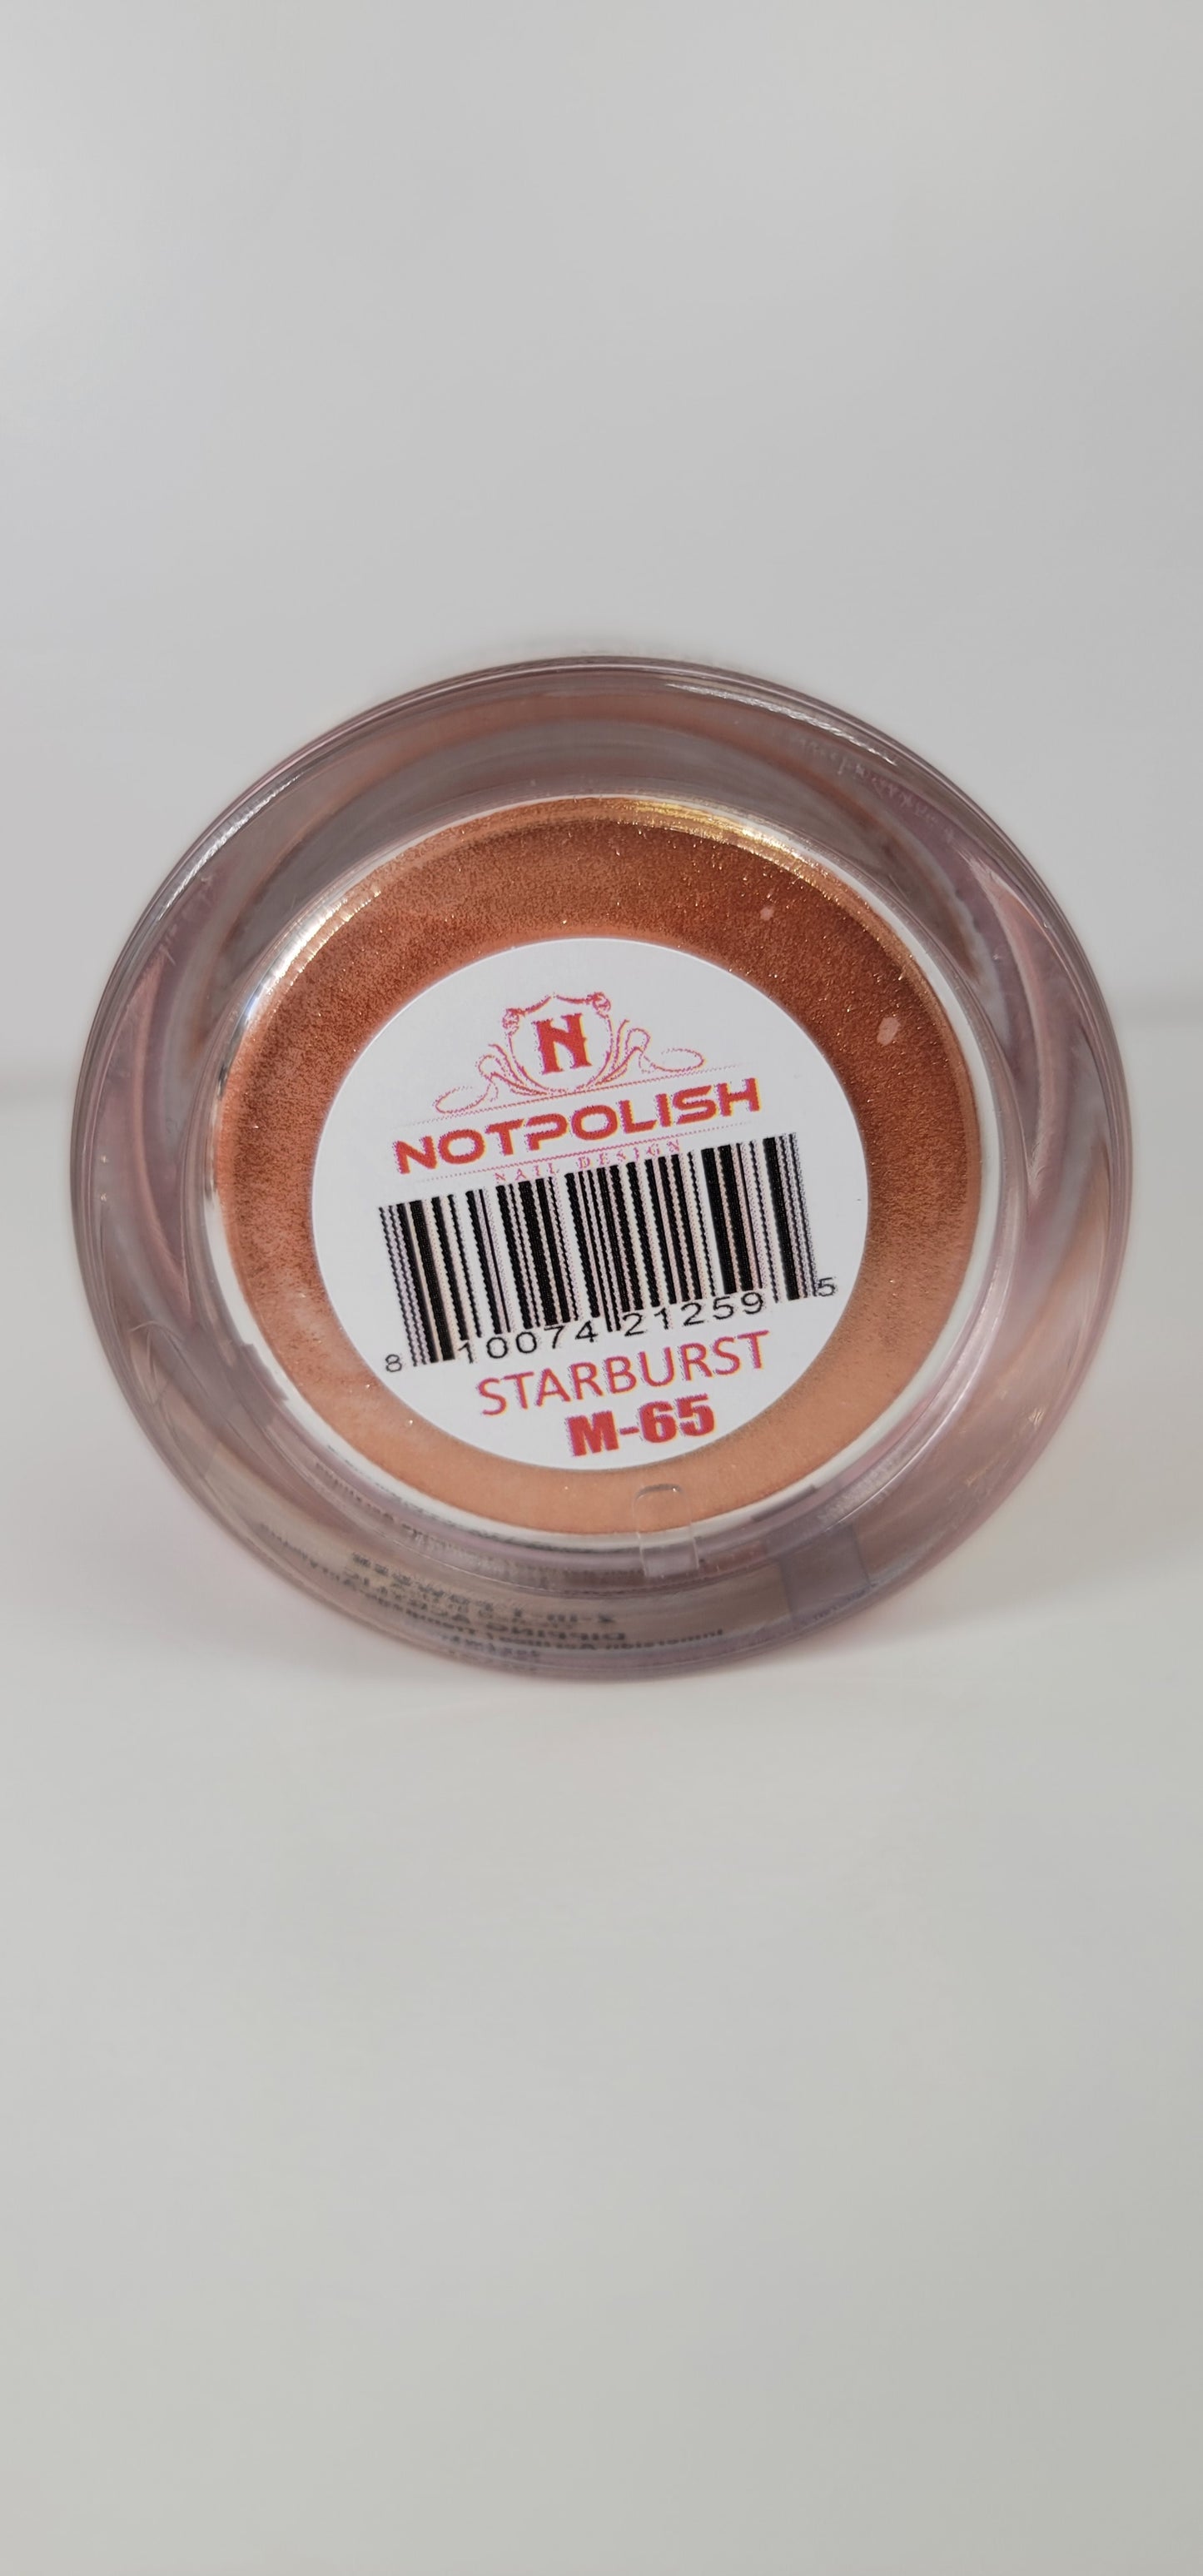 N
NOTPOLISH
NAIL DESIGN
8 10074 21259 5
STARBURST
M-65